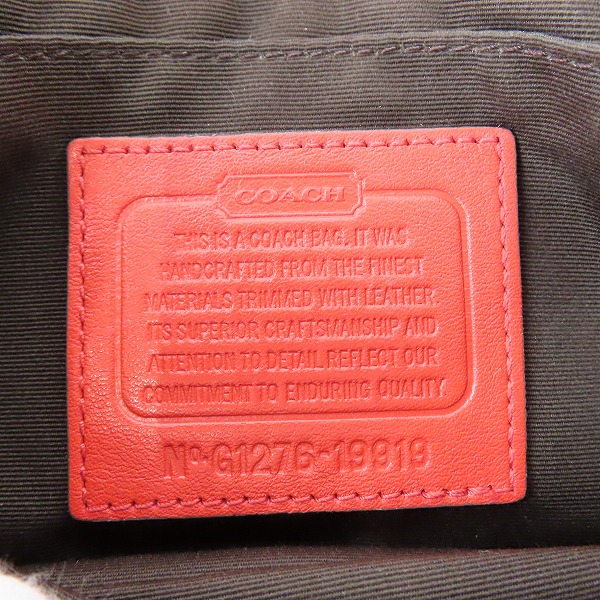 COACH
THIS IS A COACH BAG. IT WAS
HANDCRAFTED FROM THE FINEST
MATERIALS TRIMMED WITH LEATHER.
ITS SUPERIOR CRAFTSMANSHIP AND
ATTENTION TO DETAIL REFLECT OUR
COMMITMENT TO ENDURING QUALITY.
No. G1276-19919